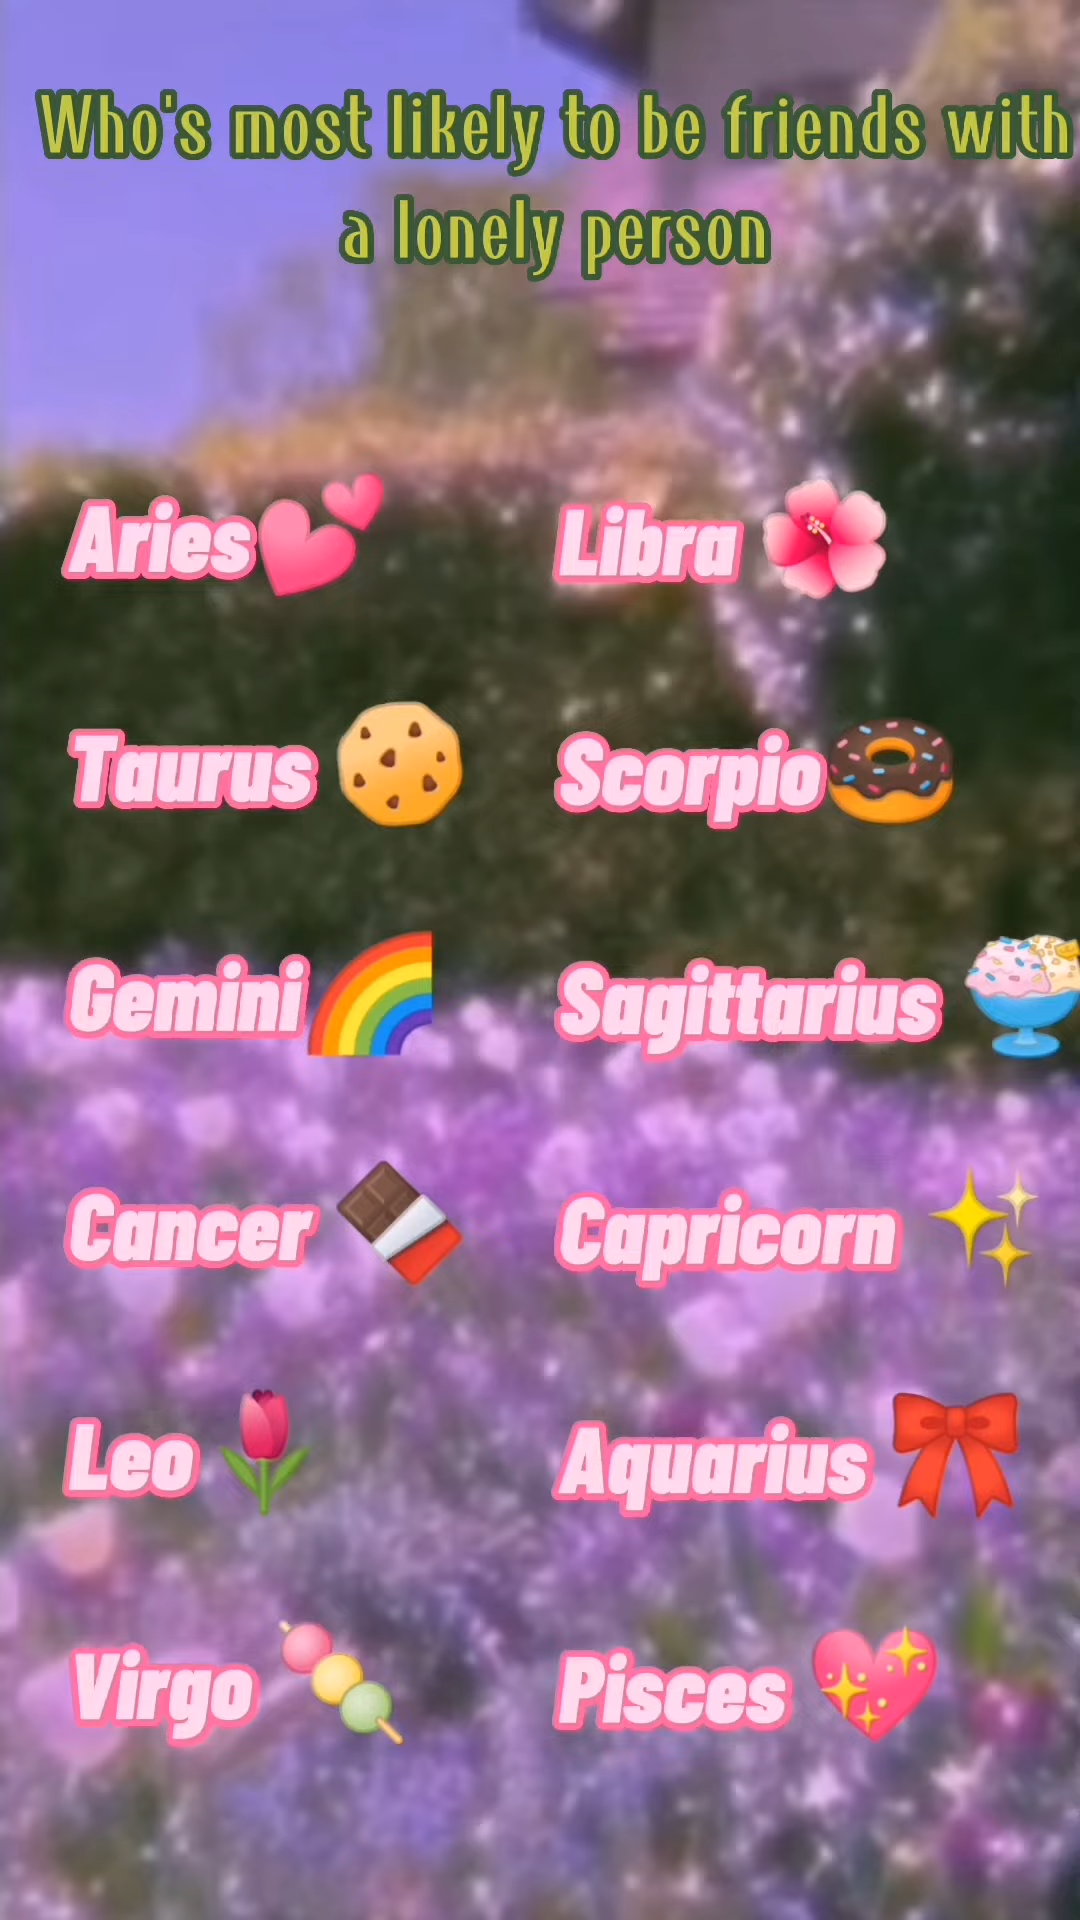 Who's most likely to be friends with
a lonely person
Aries💕
Libra 🌺
Taurus 🍪
Scorpio🍩
Gemini🌈
Sagittarius 🍨
Cancer 🍫
Capricorn ✨
Leo 🌷
Aquarius 🎀
Virgo 🍡
Pisces 💖